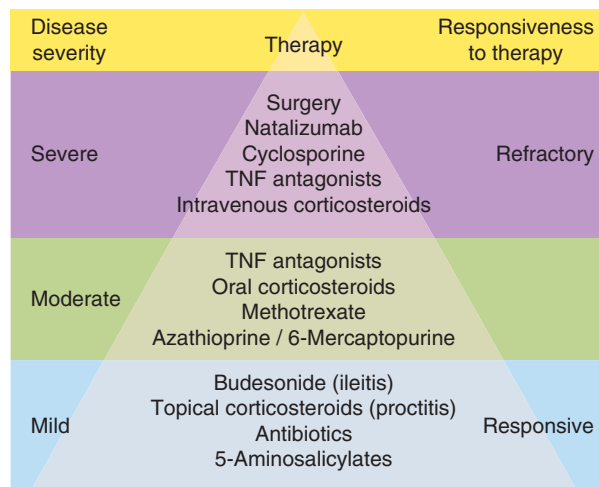 Disease
severity
Therapy
Responsiveness
to therapy
Severe
Surgery
Natalizumab
Cyclosporine
TNF antagonists
Intravenous corticosteroids
Refractory
Moderate
TNF antagonists
Oral corticosteroids
Methotrexate
Azathioprine / 6-Mercaptopurine
Mild
Budesonide (ileitis)
Topical corticosteroids (proctitis)
Antibiotics
5-Aminosalicylates
Responsive